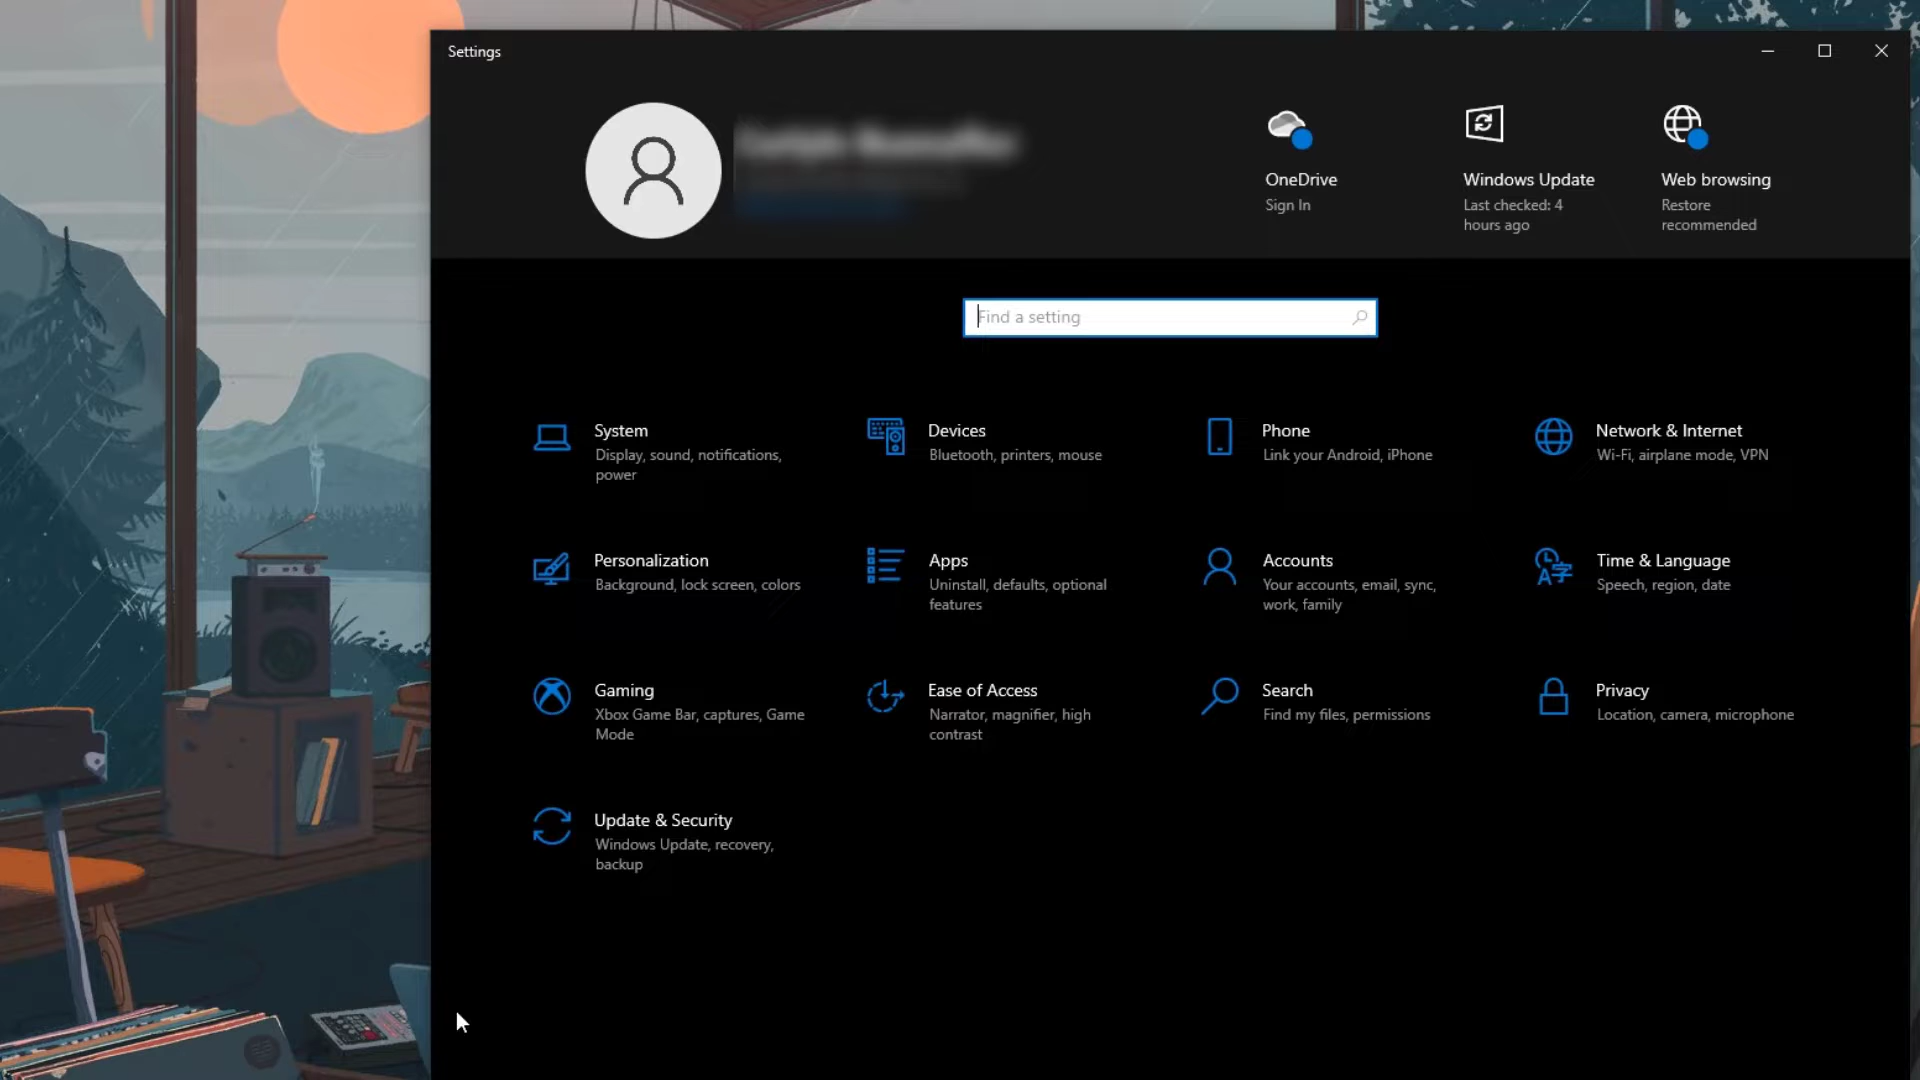 Settings
OneDrive
Sign In
Windows Update
Last checked: 4
hours ago
Web browsing
Restore
recommended
Find a setting
System
Display, sound, notifications,
power
Devices
Bluetooth, printers, mouse
Phone
Link your Android, iPhone
Network & Internet
Wi-Fi, airplane mode, VPN
Personalization
Background, lock screen, colors
Apps
Uninstall, defaults, optional
features
Accounts
Your accounts, email, sync,
work, family
Time & Language
Speech, region, date
Gaming
Xbox Game Bar, captures, Game
Mode
Ease of Access
Narrator, magnifier, high
contrast
Search
Find my files, permissions
Privacy
Location, camera, microphone
Update & Security
Windows Update, recovery,
backup